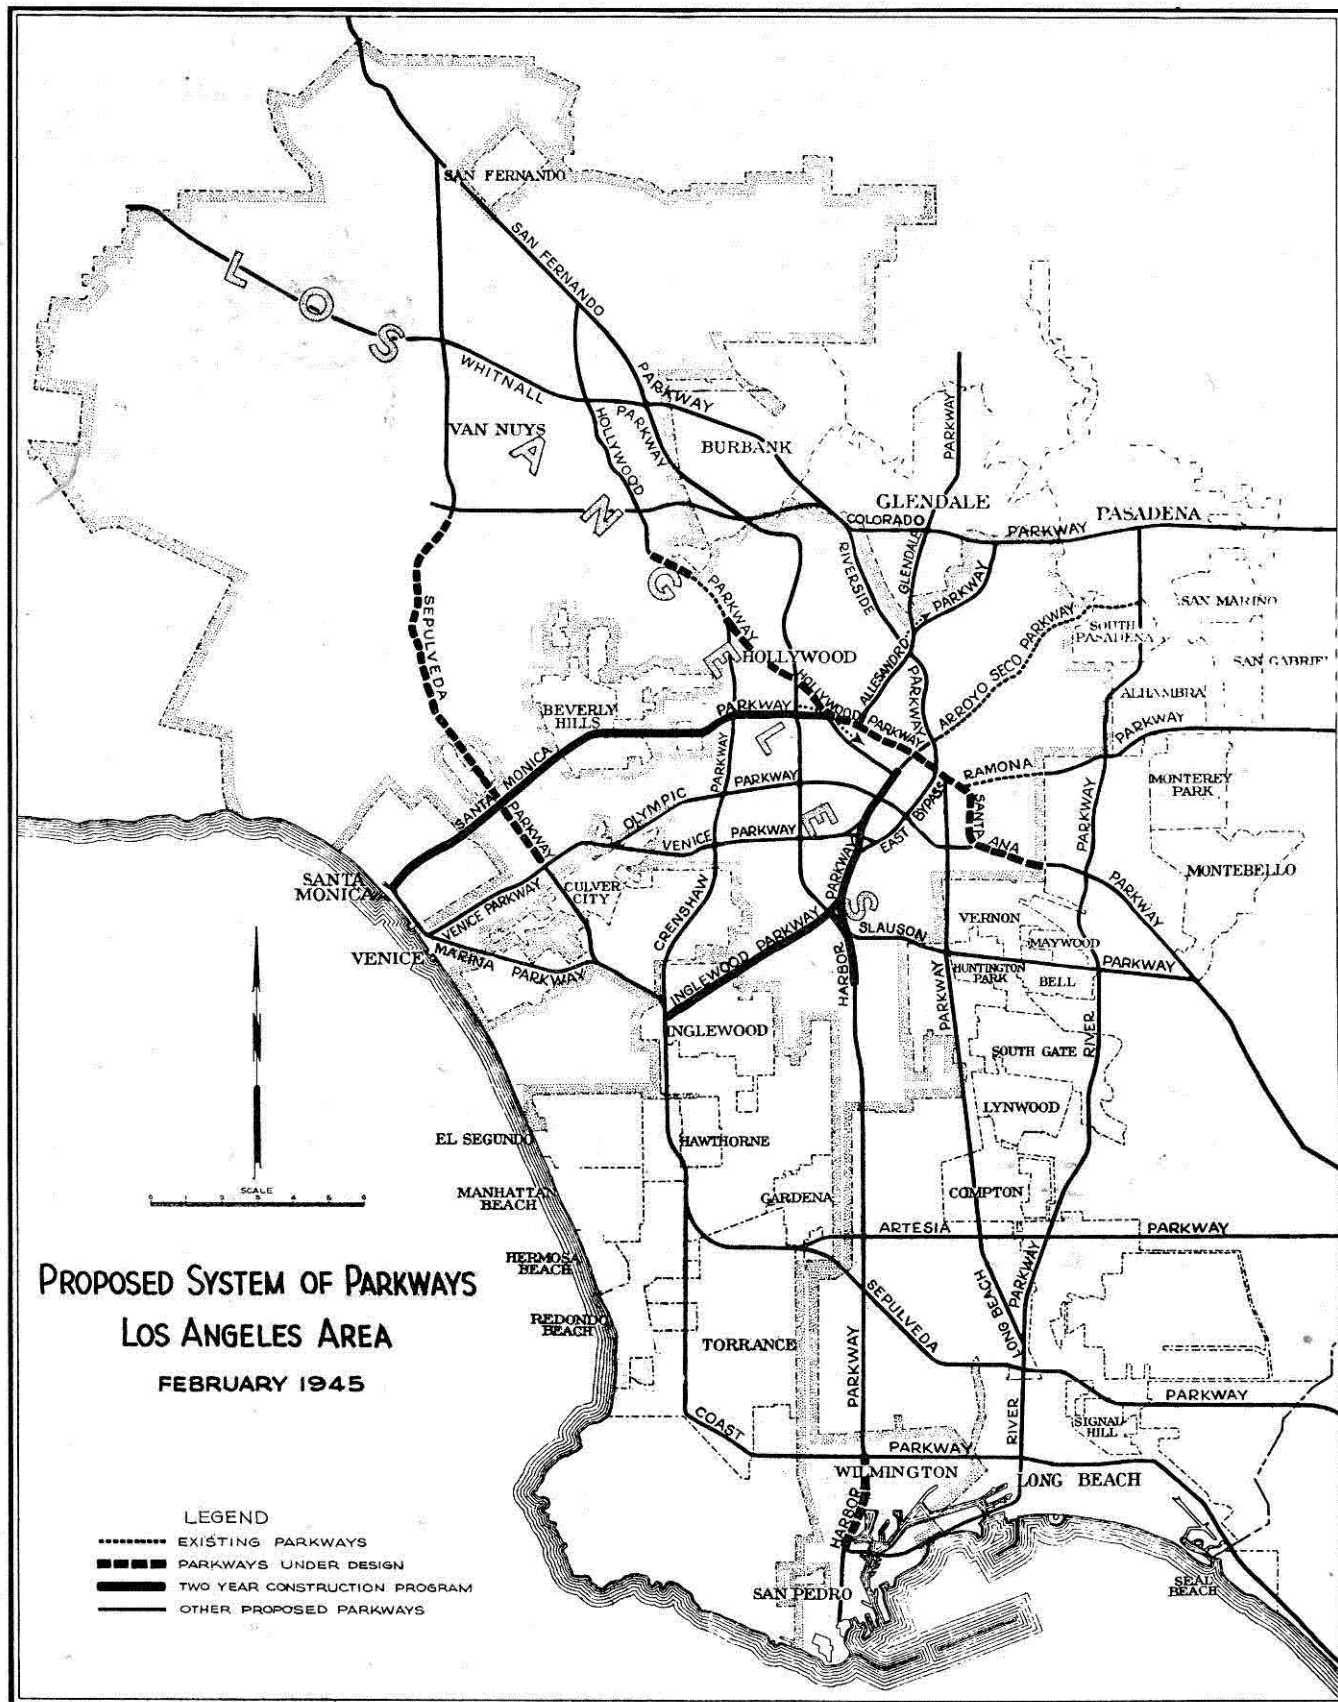 SAN FERNANDO
SAN FERNANDO
PARKWAY
LOS ANGELES
WHITNALL
PARKWAY
VAN NUYS
HOLLYWOOD
BURBANK
PARKWAY
GLENDALE
COLORADO
PARKWAY
PASADENA
RIVERSIDE
GLENDALE
PARKWAY
SEPULVEDA
PARKWAY
ARROYO SECO PARKWAY
SAN MARINO
SOUTH
PASADENA
SAN GABRIEL
HOLLYWOOD
ALLESANDRO
HOLLYWOOD
PARKWAY
PARKWAY
ALHAMBRA
BEVERLY
HILLS
PARKWAY
RAMONA
PARKWAY
MONTEREY
PARK
SANTA MONICA
PARKWAY
OLYMPIC
PARKWAY
PARKWAY
VENICE
PARKWAY
EAST BYPASS
SANTA ANA
PARKWAY
PARKWAY
MONTEBELLO
SANTA
MONICA
VENICE PARKWAY
CULVER
CITY
CRENSHAW
PARKWAY
VERNON
MAYWOOD
VENICE
MARINA
PARKWAY
INGLEWOOD PARKWAY
HARBOR
SLAUSON
PARKWAY
HUNTINGTON
PARK
BELL
PARKWAY
INGLEWOOD
RIVER
SOUTH GATE
LYNWOOD
EL SEGUNDO
HAWTHORNE
SCALE
0 1 2 3 4 5 6
MANHATTAN
BEACH
GARDENA
COMPTON
ARTESIA
PARKWAY
HERMOSA
BEACH
PROPOSED SYSTEM OF PARKWAYS
LOS ANGELES AREA
FEBRUARY 1945
REDONDO
BEACH
TORRANCE
SEPULVEDA
LONG BEACH
PARKWAY
PARKWAY
PARKWAY
COAST
PARKWAY
RIVER
SIGNAL
HILL
WILMINGTON
LONG BEACH
HARBOR
SAN PEDRO
SEAL
BEACH
LEGEND
EXISTING PARKWAYS
PARKWAYS UNDER DESIGN
TWO YEAR CONSTRUCTION PROGRAM
OTHER PROPOSED PARKWAYS